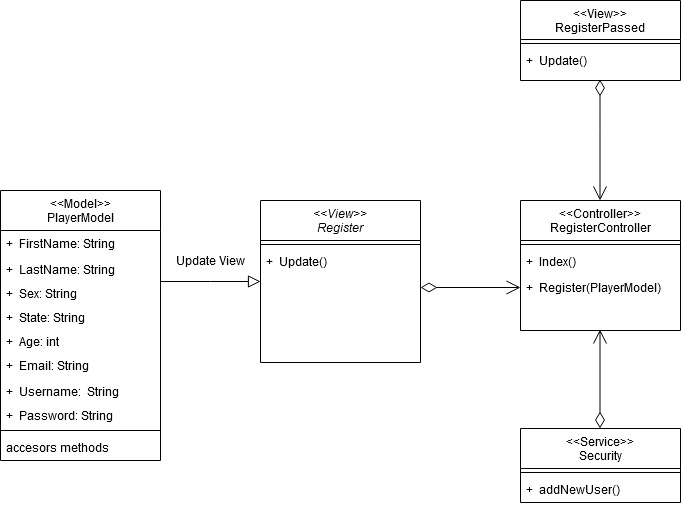 <<View>>
RegisterPassed
+ Update()
<<Model>>
PlayerModel
+ FirstName: String
+ LastName: String
+ Sex: String
+ State: String
+ Age: int
+ Email: String
+ Username: String
+ Password: String
accesors methods
Update View
<<View>>
Register
+ Update()
<<Controller>>
RegisterController
+ Index()
+ Register(PlayerModel)
<<Service>>
Security
+ addNewUser()